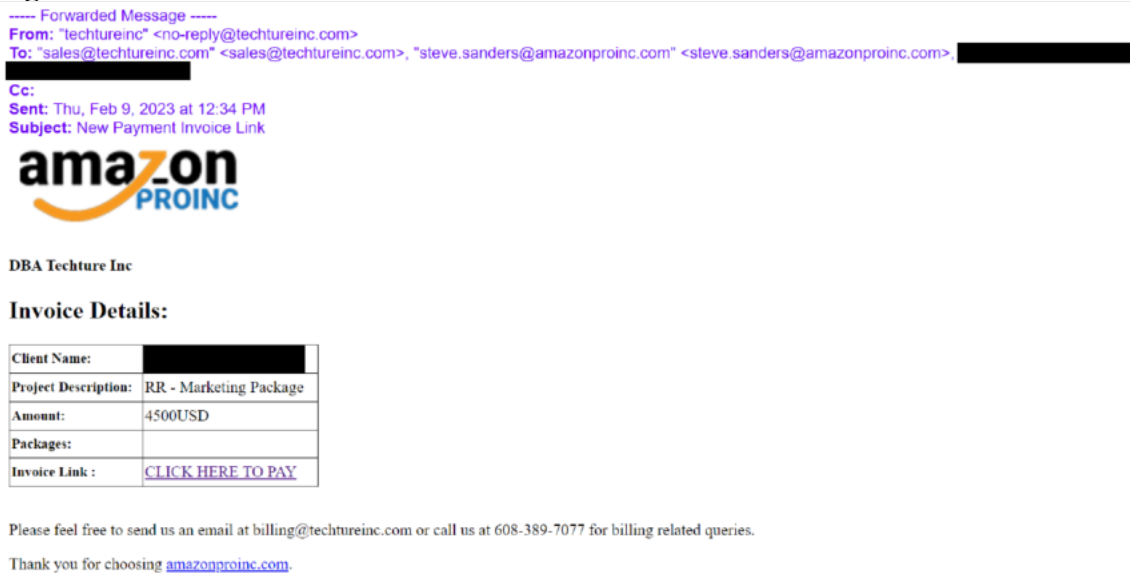 ----- Forwarded Message -----
From: "techtureinc" <no-reply@techtureinc.com>
To: "sales@techtureinc.com" <sales@techtureinc.com>, "steve.sanders@amazonproinc.com" <steve.sanders@amazonproinc.com>,
Cc:
Sent: Thu, Feb 9, 2023 at 12:34 PM
Subject: New Payment Invoice Link
amazon
PROINC
DBA Techture Inc
Invoice Details:
Client Name:
Project Description: RR - Marketing Package
Amount: 4500USD
Packages:
Invoice Link : CLICK HERE TO PAY
Please feel free to send us an email at billing@techtureinc.com or call us at 608-389-7077 for billing related queries.
Thank you for choosing amazonproinc.com.